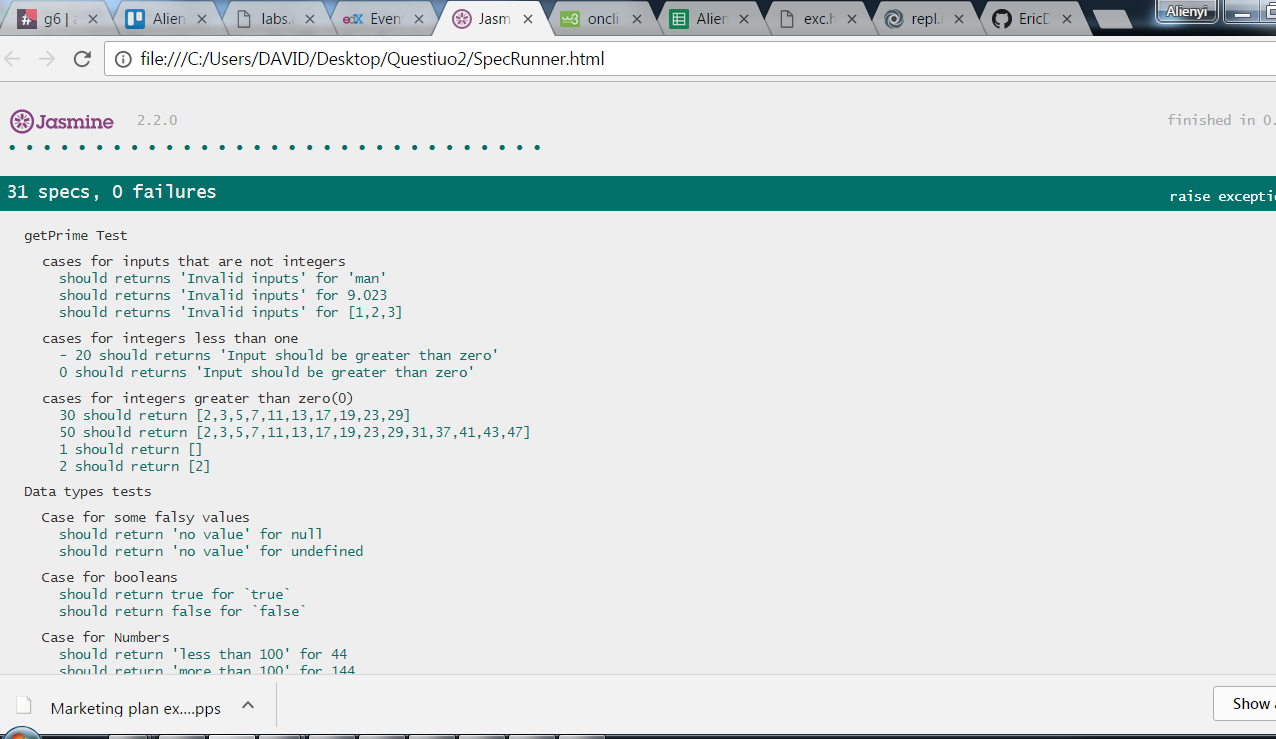 g6 |
Alien
labs.
edX Even
Jasm
w3 oncli
Alien
exc.h
repl.i
EricD
Alienyi
file:///C:/Users/DAVID/Desktop/Questiuo2/SpecRunner.html
Jasmine 2.2.0
finished in 0.
31 specs, 0 failures
raise exceptio
getPrime Test
cases for inputs that are not integers
should returns 'Invalid inputs' for 'man'
should returns 'Invalid inputs' for 9.023
should returns 'Invalid inputs' for [1,2,3]
cases for integers less than one
- 20 should returns 'Input should be greater than zero'
0 should returns 'Input should be greater than zero'
cases for integers greater than zero(0)
30 should return [2,3,5,7,11,13,17,19,23,29]
50 should return [2,3,5,7,11,13,17,19,23,29,31,37,41,43,47]
1 should return []
2 should return [2]
Data types tests
Case for some falsy values
should return 'no value' for null
should return 'no value' for undefined
Case for booleans
should return true for `true`
should return false for `false`
Case for Numbers
should return 'less than 100' for 44
should return 'more than 100' for 144
Marketing plan ex....pps
Show